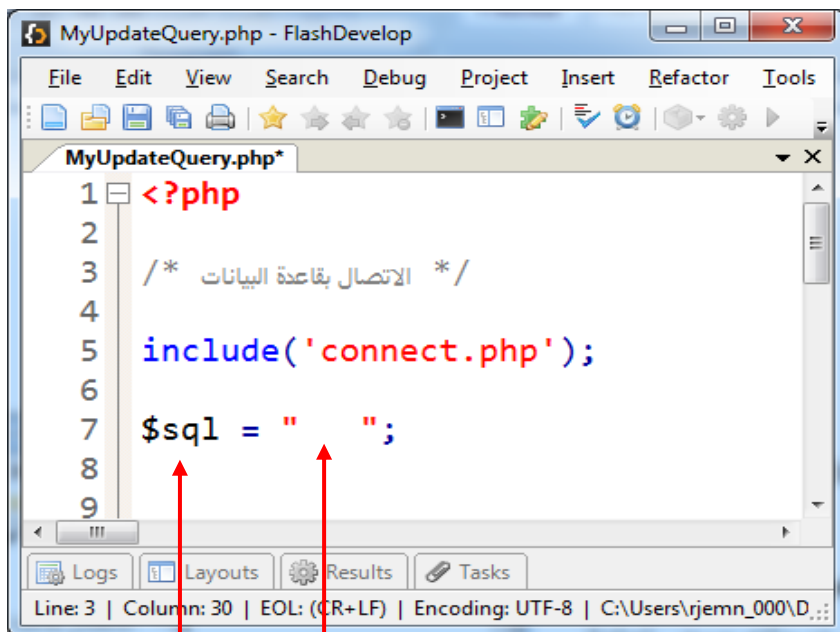 MyUpdateQuery.php - FlashDevelop
File Edit View Search Debug Project Insert Refactor Tools
MyUpdateQuery.php*
1 <?php
2
3 /* الاتصال بقاعدة البيانات */
4
5 include('connect.php');
6
7 $sql = "   ";
8
9
Logs Layouts Results Tasks
Line: 3 | Column: 30 | EOL: (CR+LF) | Encoding: UTF-8 | C:\Users\rjemn_000\D